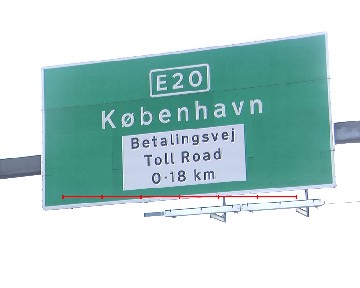 E20
København
Betalingsvej
Toll Road
0-18 km